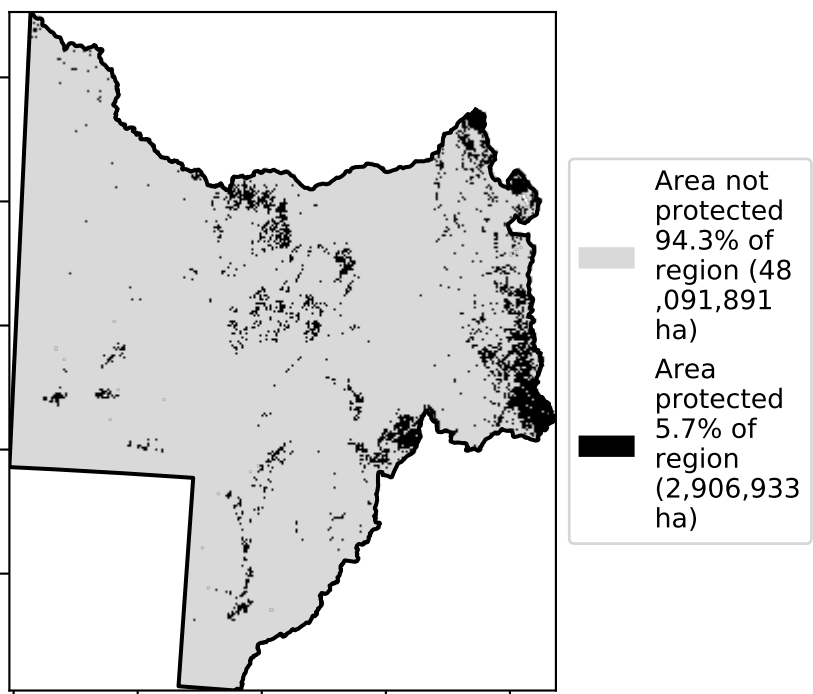 Area not
protected
94.3% of
region (48
,091,891
ha)
Area
protected
5.7% of
region
(2,906,933
ha)